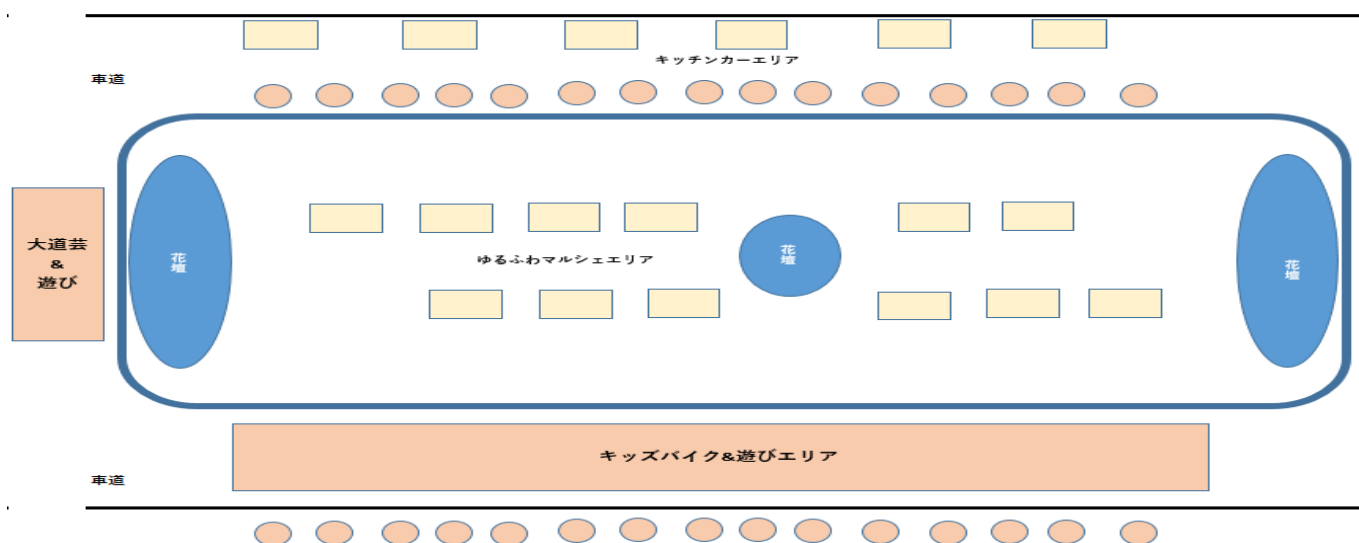 キッチンカーエリア
車道
大道芸
&
遊び
花壇
ゆるふわマルシェエリア
花壇
花壇
キッズバイク&遊びエリア
車道